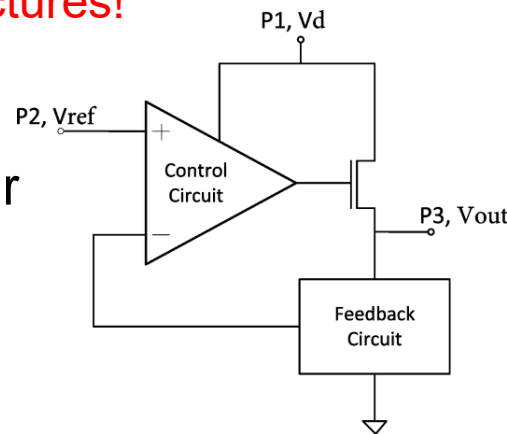 ctures!
P1, Vd
P2, Vref
+
Control
Circuit
r
P3, Vout
−
Feedback
Circuit